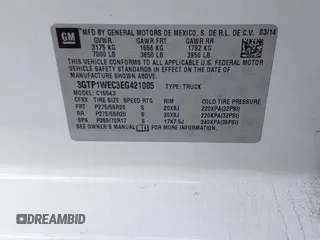 GM
MFD BY GENERAL MOTORS DE MEXICO, S. DE R.L. DE C.V. 03/14
GVWR GAWR FRT GAWR RR
3175 KG 1656 KG 1792 KG
7000 LB 3650 LB 3950 LB
THIS VEHICLE CONFORMS TO ALL APPLICABLE U.S. FEDERAL MOTOR
VEHICLE SAFETY, BUMPER, AND THEFT PREVENTION STANDARDS IN
EFFECT ON THE DATE OF MANUFACTURE SHOWN ABOVE.
3GTP1WEC3EG421805 TYPE: TRUCK
MODEL: C15543
CFXX TIRE SIZE SPEED RTG RIM COLD TIRE PRESSURE
FRT P275/55R20 S 20X9J 220KPA(32PSI)
RR P275/55R20 S 20X9J 220KPA(32PSI)
SPA P265/70R17 S 17X7.5J 240KPA(35PSI)
SEE OWNER'S MANUAL FOR ADDITIONAL INFORMATION.
DREAMBID